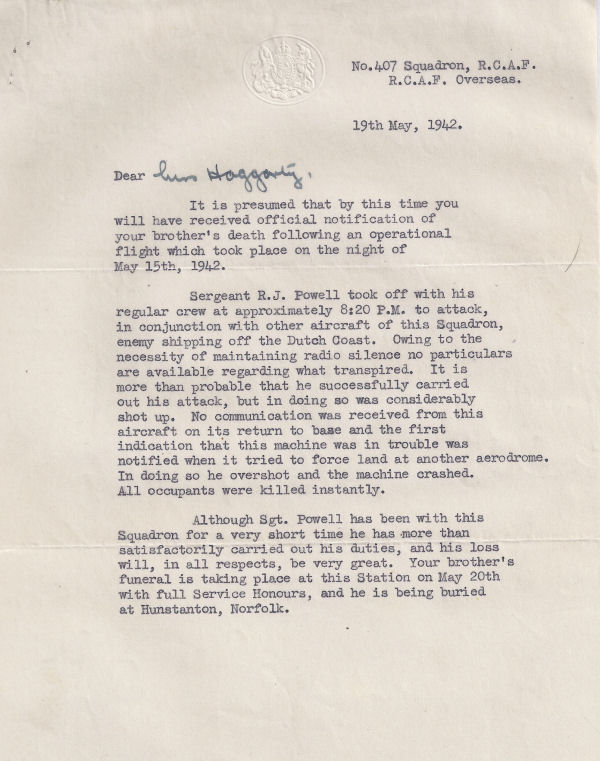 No.407 Squadron, R.C.A.F.
R.C.A.F. Overseas.
19th May, 1942.
Dear Mrs Haggarty,
It is presumed that by this time you
will have received official notification of
your brother's death following an operational
flight which took place on the night of
May 15th, 1942.
Sergeant R.J. Powell took off with his
regular crew at approximately 8:20 P.M. to attack,
in conjunction with other aircraft of this Squadron,
enemy shipping off the Dutch Coast. Owing to the
necessity of maintaining radio silence no particulars
are available regarding what transpired. It is
more than probable that he successfully carried
out his attack, but in doing so was considerably
shot up. No communication was received from this
aircraft on its return to base and the first
indication that this machine was in trouble was
notified when it tried to force land at another aerodrome.
In doing so he overshot and the machine crashed.
All occupants were killed instantly.
Although Sgt. Powell has been with this
Squadron for a very short time he has more than
satisfactorily carried out his duties, and his loss
will, in all respects, be very great. Your brother's
funeral is taking place at this Station on May 20th
with full Service Honours, and he is being buried
at Hunstanton, Norfolk.